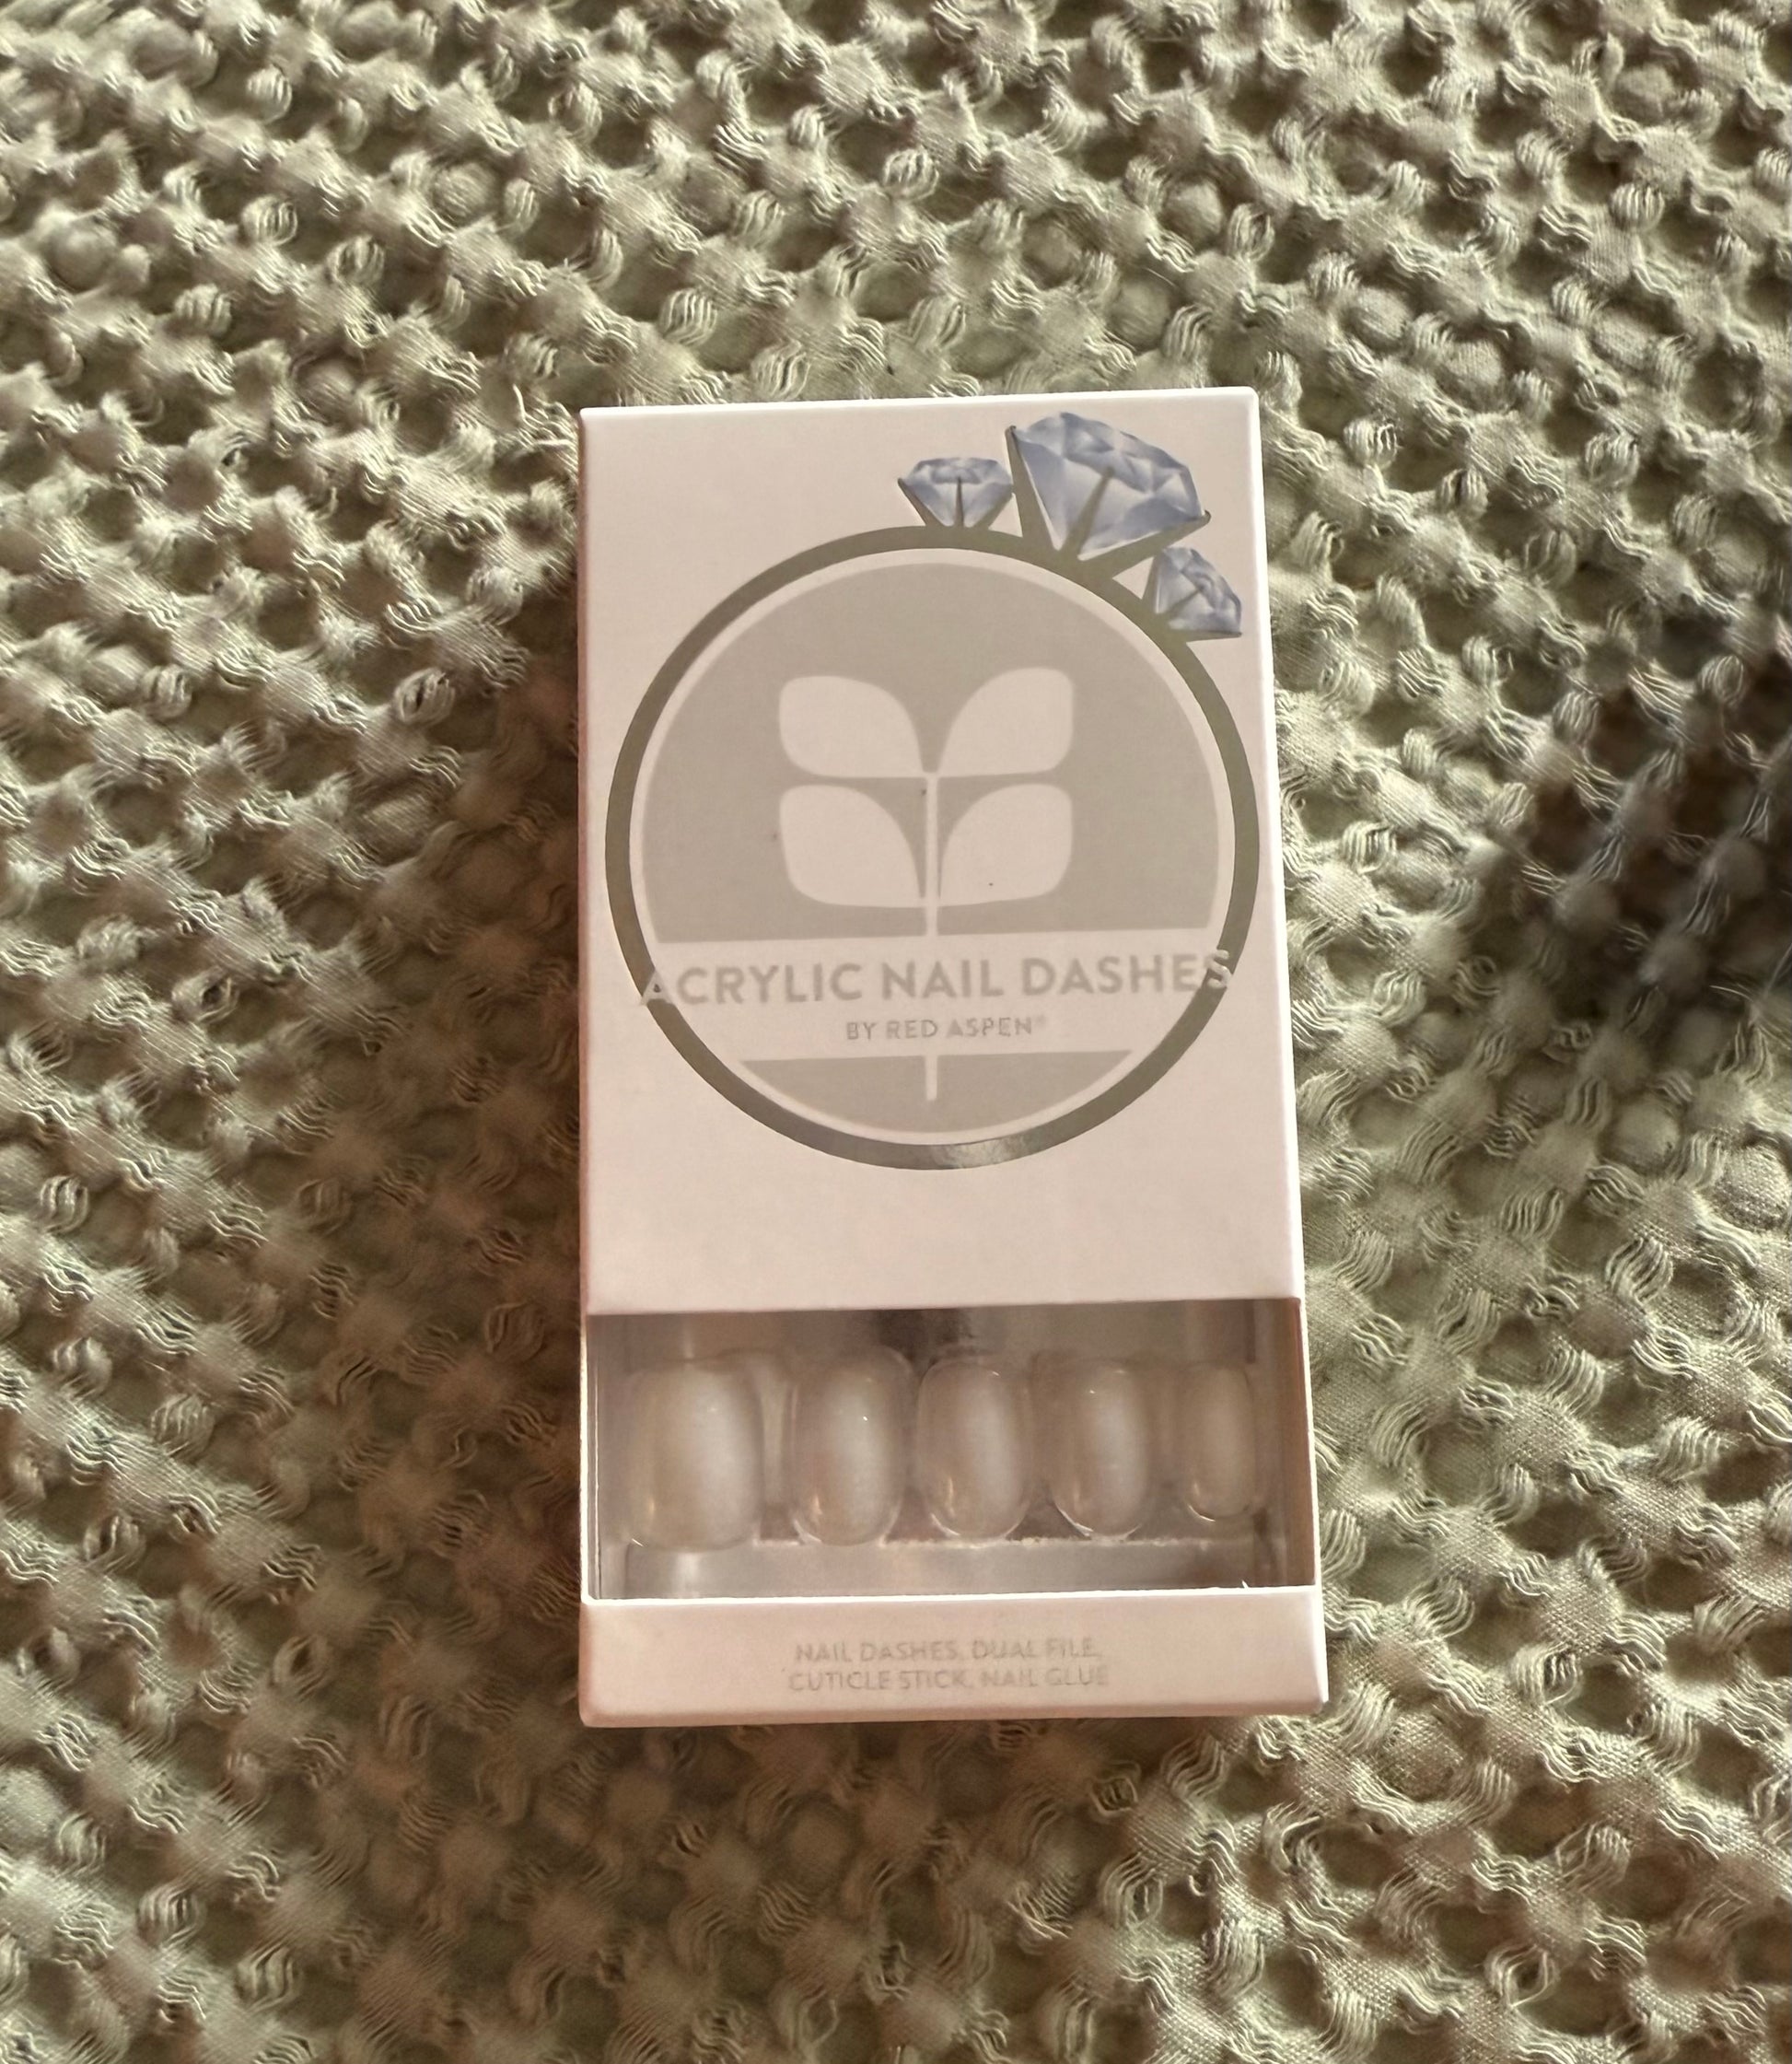 ACRYLIC NAIL DASHES
BY RED ASPEN®
NAIL DASHES, DUAL FILE,
CUTICLE STICK, NAIL GLUE